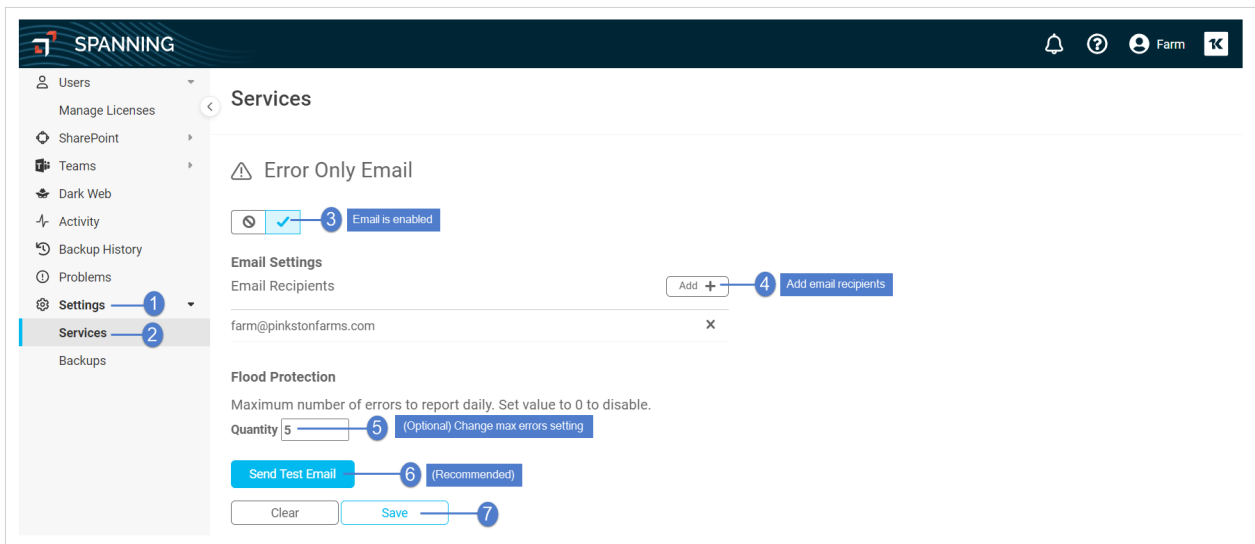 SPANNING
Farm
Users
Manage Licenses
SharePoint
Teams
Dark Web
Activity
Backup History
Problems
Settings 1
Services 2
Backups
Services
Error Only Email
3 Email is enabled
Email Settings
Email Recipients
Add + 4 Add email recipients
farm@pinkstonfarms.com
Flood Protection
Maximum number of errors to report daily. Set value to 0 to disable.
Quantity 5 5 (Optional) Change max errors setting
Send Test Email 6 (Recommended)
Clear Save 7